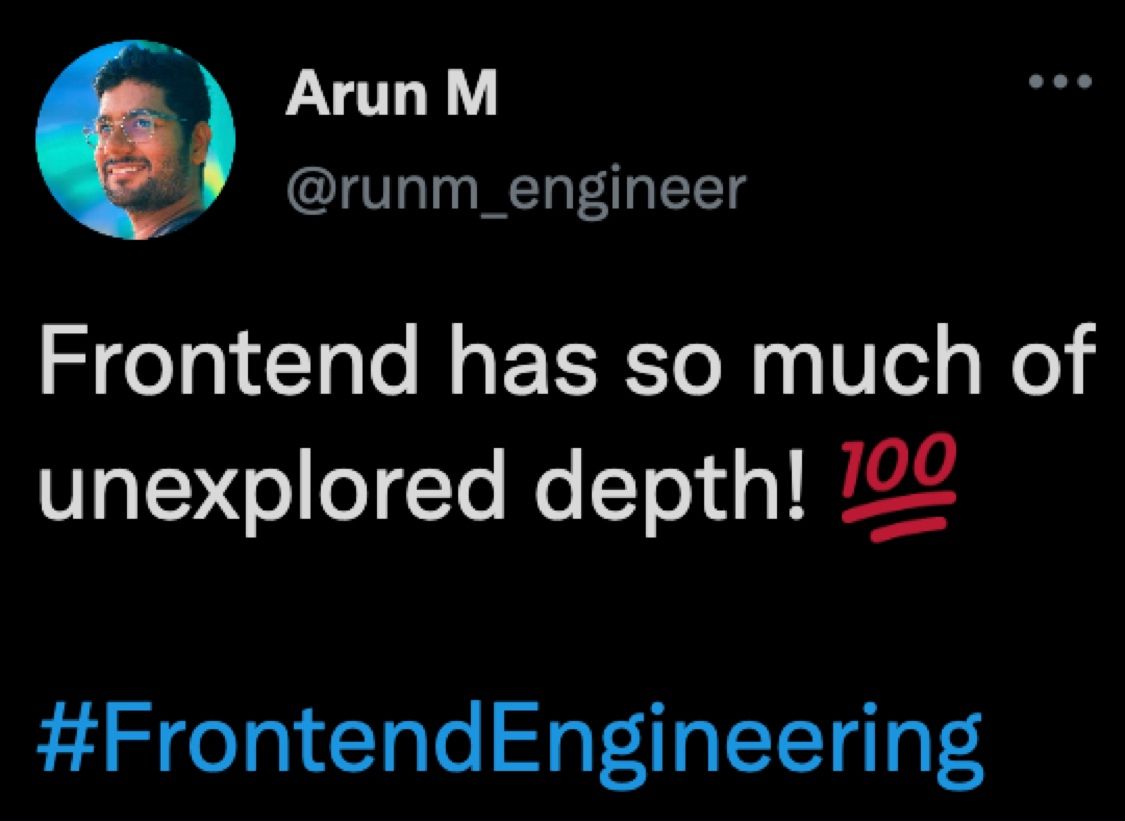 Arun M
@runm_engineer
Frontend has so much of
unexplored depth! 💯
#FrontendEngineering